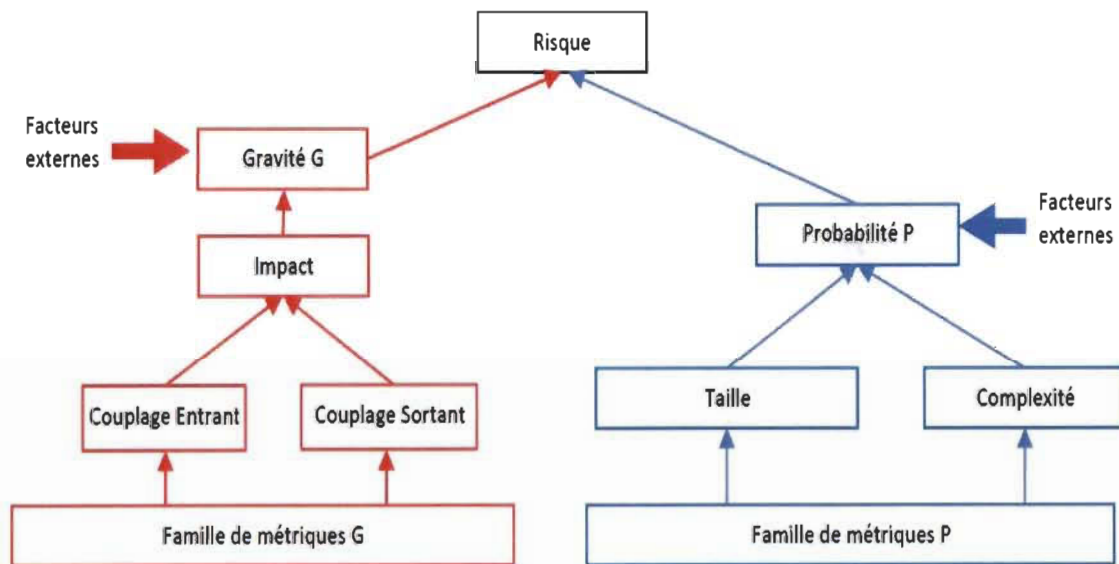 Risque
Facteurs
externes
Gravité G
Facteurs
externes
Probabilité P
Impact
Couplage Entrant
Couplage Sortant
Taille
Complexité
Famille de métriques G
Famille de métriques P